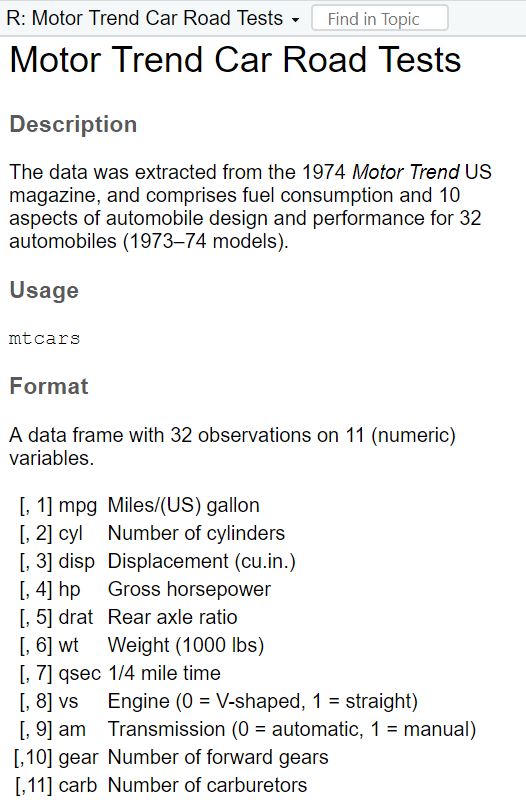 R: Motor Trend Car Road Tests
Find in Topic
Motor Trend Car Road Tests
Description
The data was extracted from the 1974 Motor Trend US
magazine, and comprises fuel consumption and 10
aspects of automobile design and performance for 32
automobiles (1973–74 models).
Usage
mtcars
Format
A data frame with 32 observations on 11 (numeric)
variables.
[, 1] mpg Miles/(US) gallon
[, 2] cyl Number of cylinders
[, 3] disp Displacement (cu.in.)
[, 4] hp Gross horsepower
[, 5] drat Rear axle ratio
[, 6] wt Weight (1000 lbs)
[, 7] qsec 1/4 mile time
[, 8] vs Engine (0 = V-shaped, 1 = straight)
[, 9] am Transmission (0 = automatic, 1 = manual)
[,10] gear Number of forward gears
[,11] carb Number of carburetors